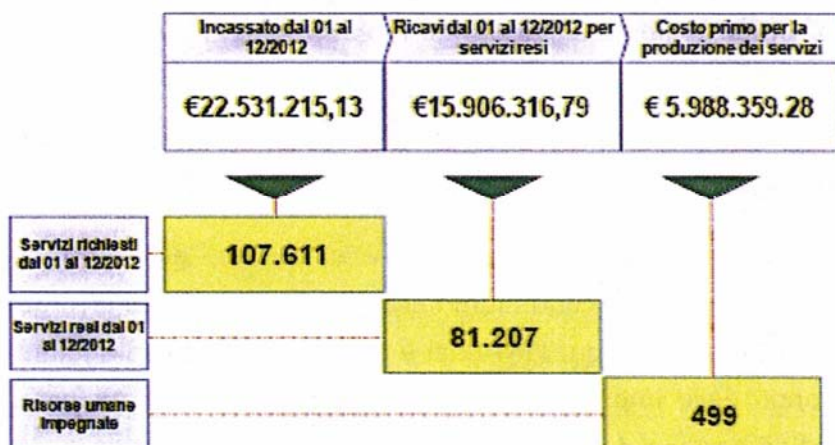 Incassato dal 01 al
12/2012
Ricavi dal 01 al 12/2012 per
servizi resi
Costo primo per la
produzione dei servizi
€22.531.215,13
€15.906.316,79
€ 5.988.359.28
Servizi richiesti
dal 01 al 12/2012
107.611
Servizi resi dal 01
al 12/2012
81.207
Risorse umane
impegnate
499